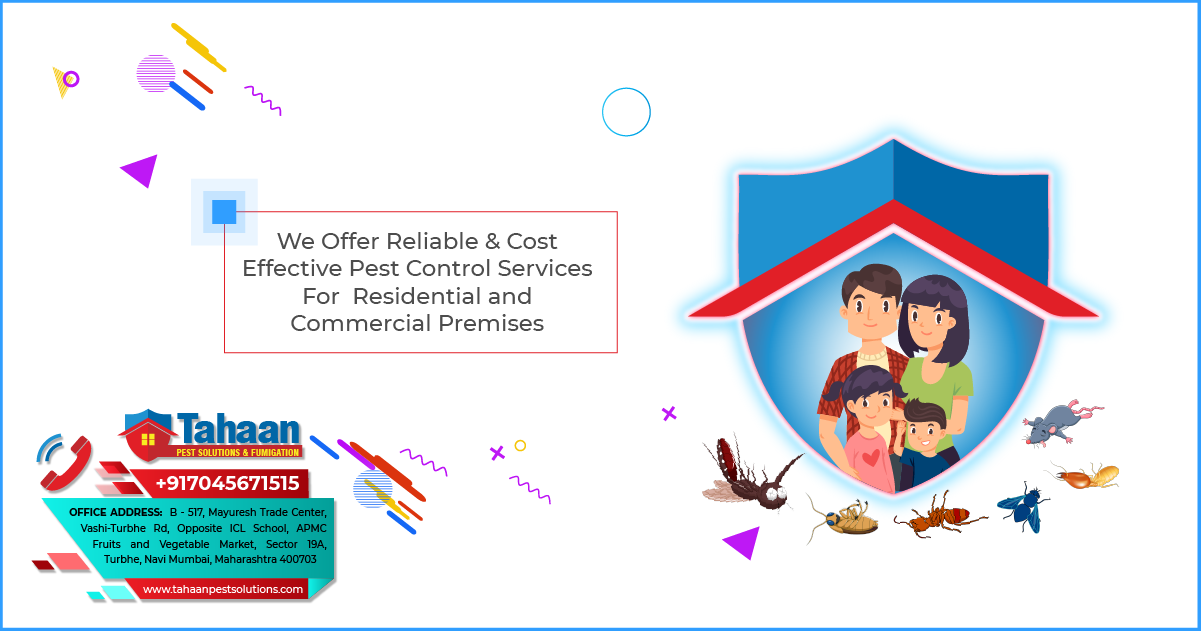 We Offer Reliable & Cost
Effective Pest Control Services
For Residential and
Commercial Premises
Tahaan
PEST SOLUTIONS & FUMIGATION
+917045671515
OFFICE ADDRESS: B - 517, Mayuresh Trade Center,
Vashi-Turbhe Rd, Opposite ICL School, APMC
Fruits and Vegetable Market, Sector 19A,
Turbhe, Navi Mumbai, Maharashtra 400703
www.tahaanpestsolutions.com